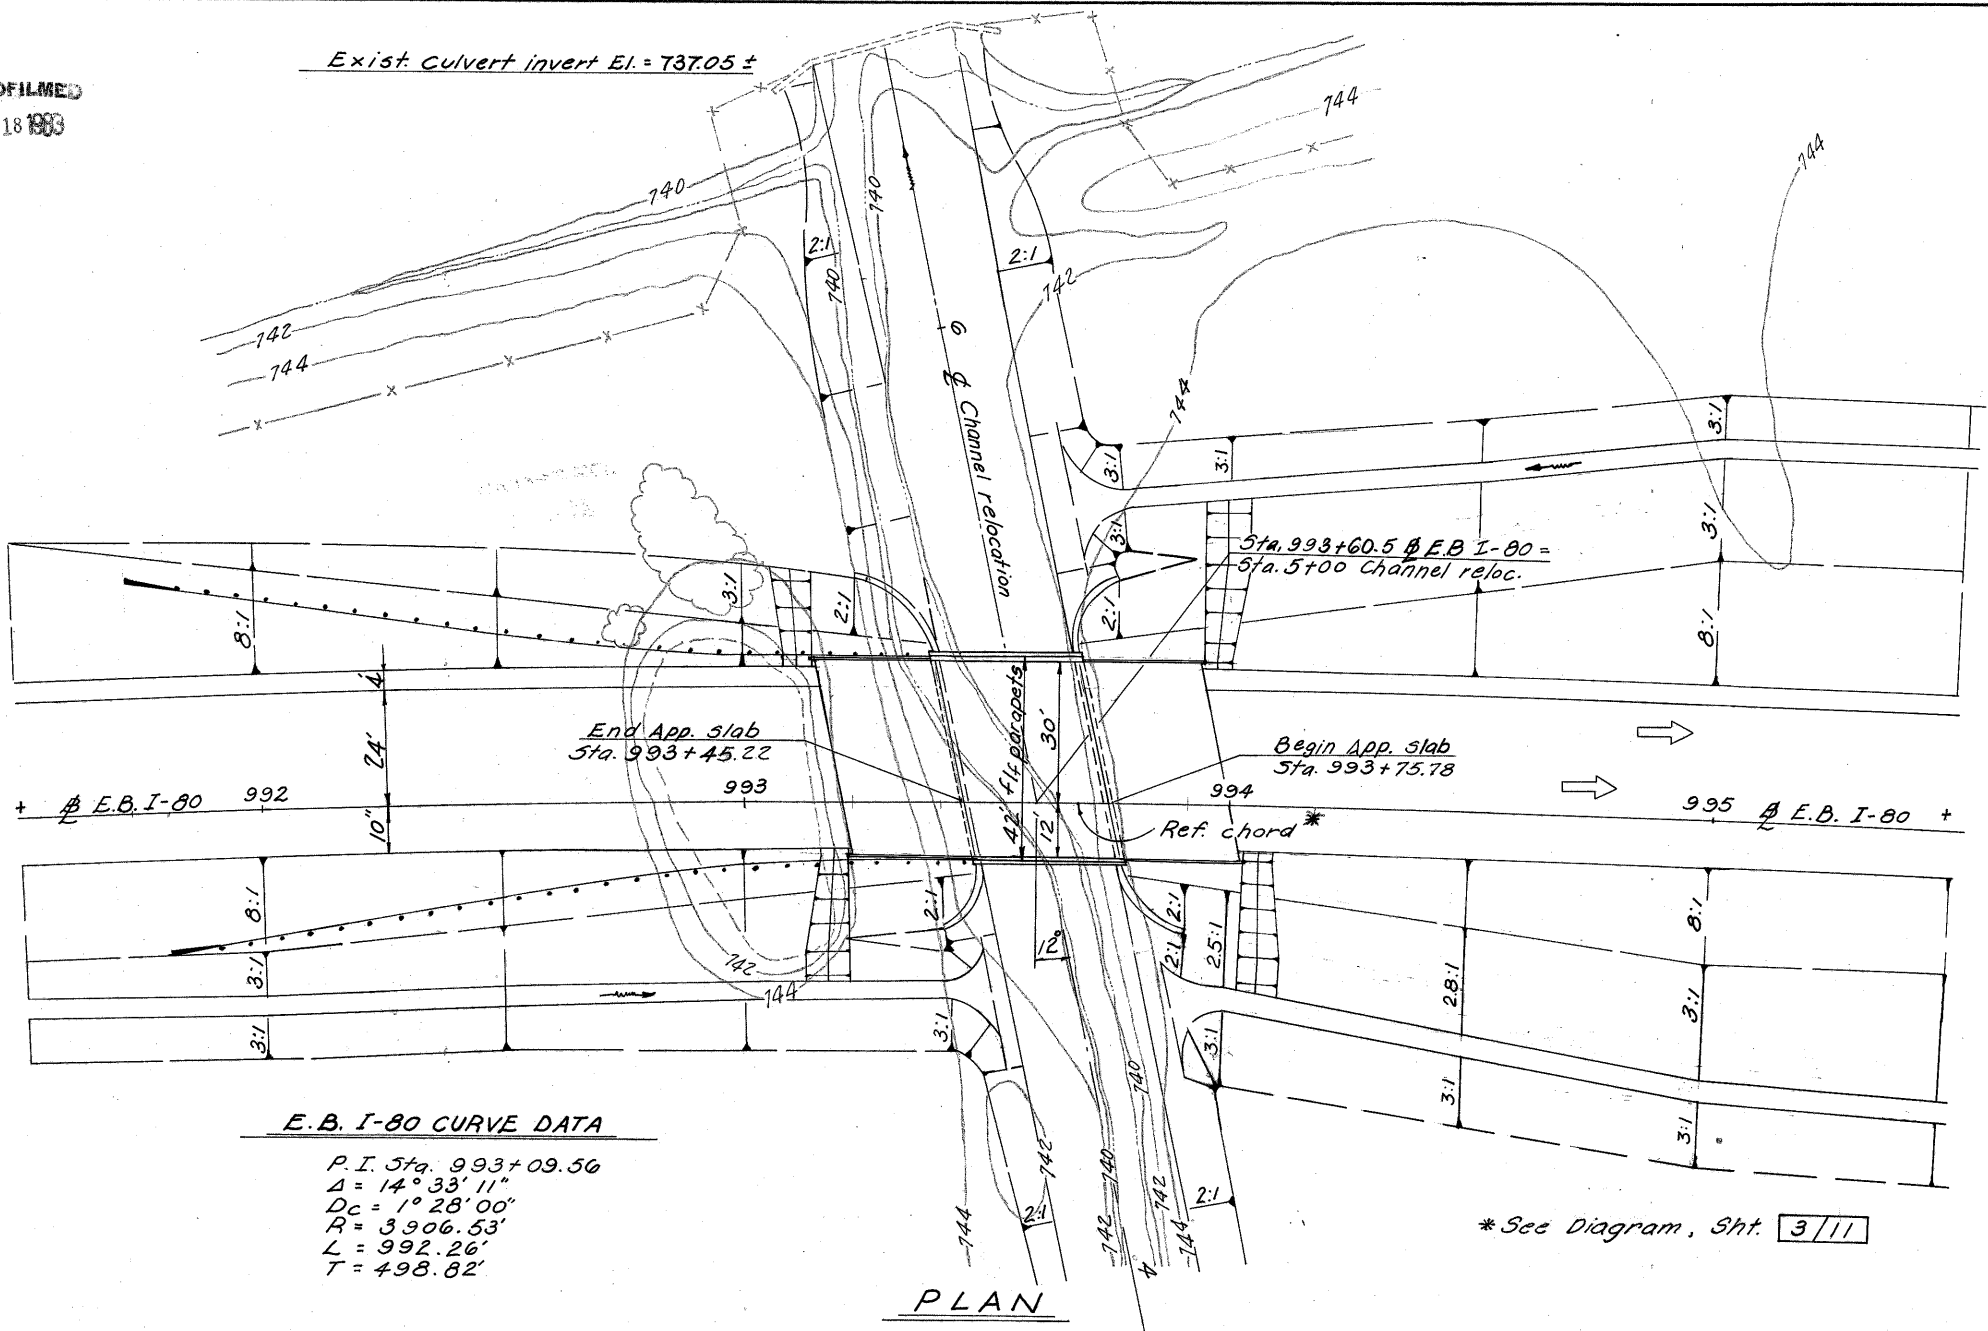 Exist. Culvert invert El. = 737.05 ±
OFILMED
18 1983
744
744
740
740
2:1
740
2:1
742
742
744
6
℄ Channel relocation
744
3:1
3:1
3:1
3:1
3:1
Sta. 993+60.5 ℄ E.B I-80 =
Sta. 5+00 Channel reloc.
8:1
3:1
2:1
2:1
8:1
4'
24'
10"
End App. slab
Sta. 993+45.22
42' f/f parapets
30'
12'
Begin App. slab
Sta. 993+75.78
+ ℄ E.B. I-80
992
993
994
995
℄ E.B. I-80 +
Ref. chord *
8:1
3:1
3:1
2:1
12°
2:1
2:1
2.5:1
2.8:1
8:1
3:1
742
744
3:1
3:1
3:1
3:1
740
742
744
2:1
742
740
742
744
2:1
4
E.B. I-80 CURVE DATA
P.I. Sta. 993+09.56
Δ = 14° 33' 11"
Dc = 1° 28' 00"
R = 3906.53'
L = 992.26'
T = 498.82'
* See Diagram, Sht. 3/11
PLAN